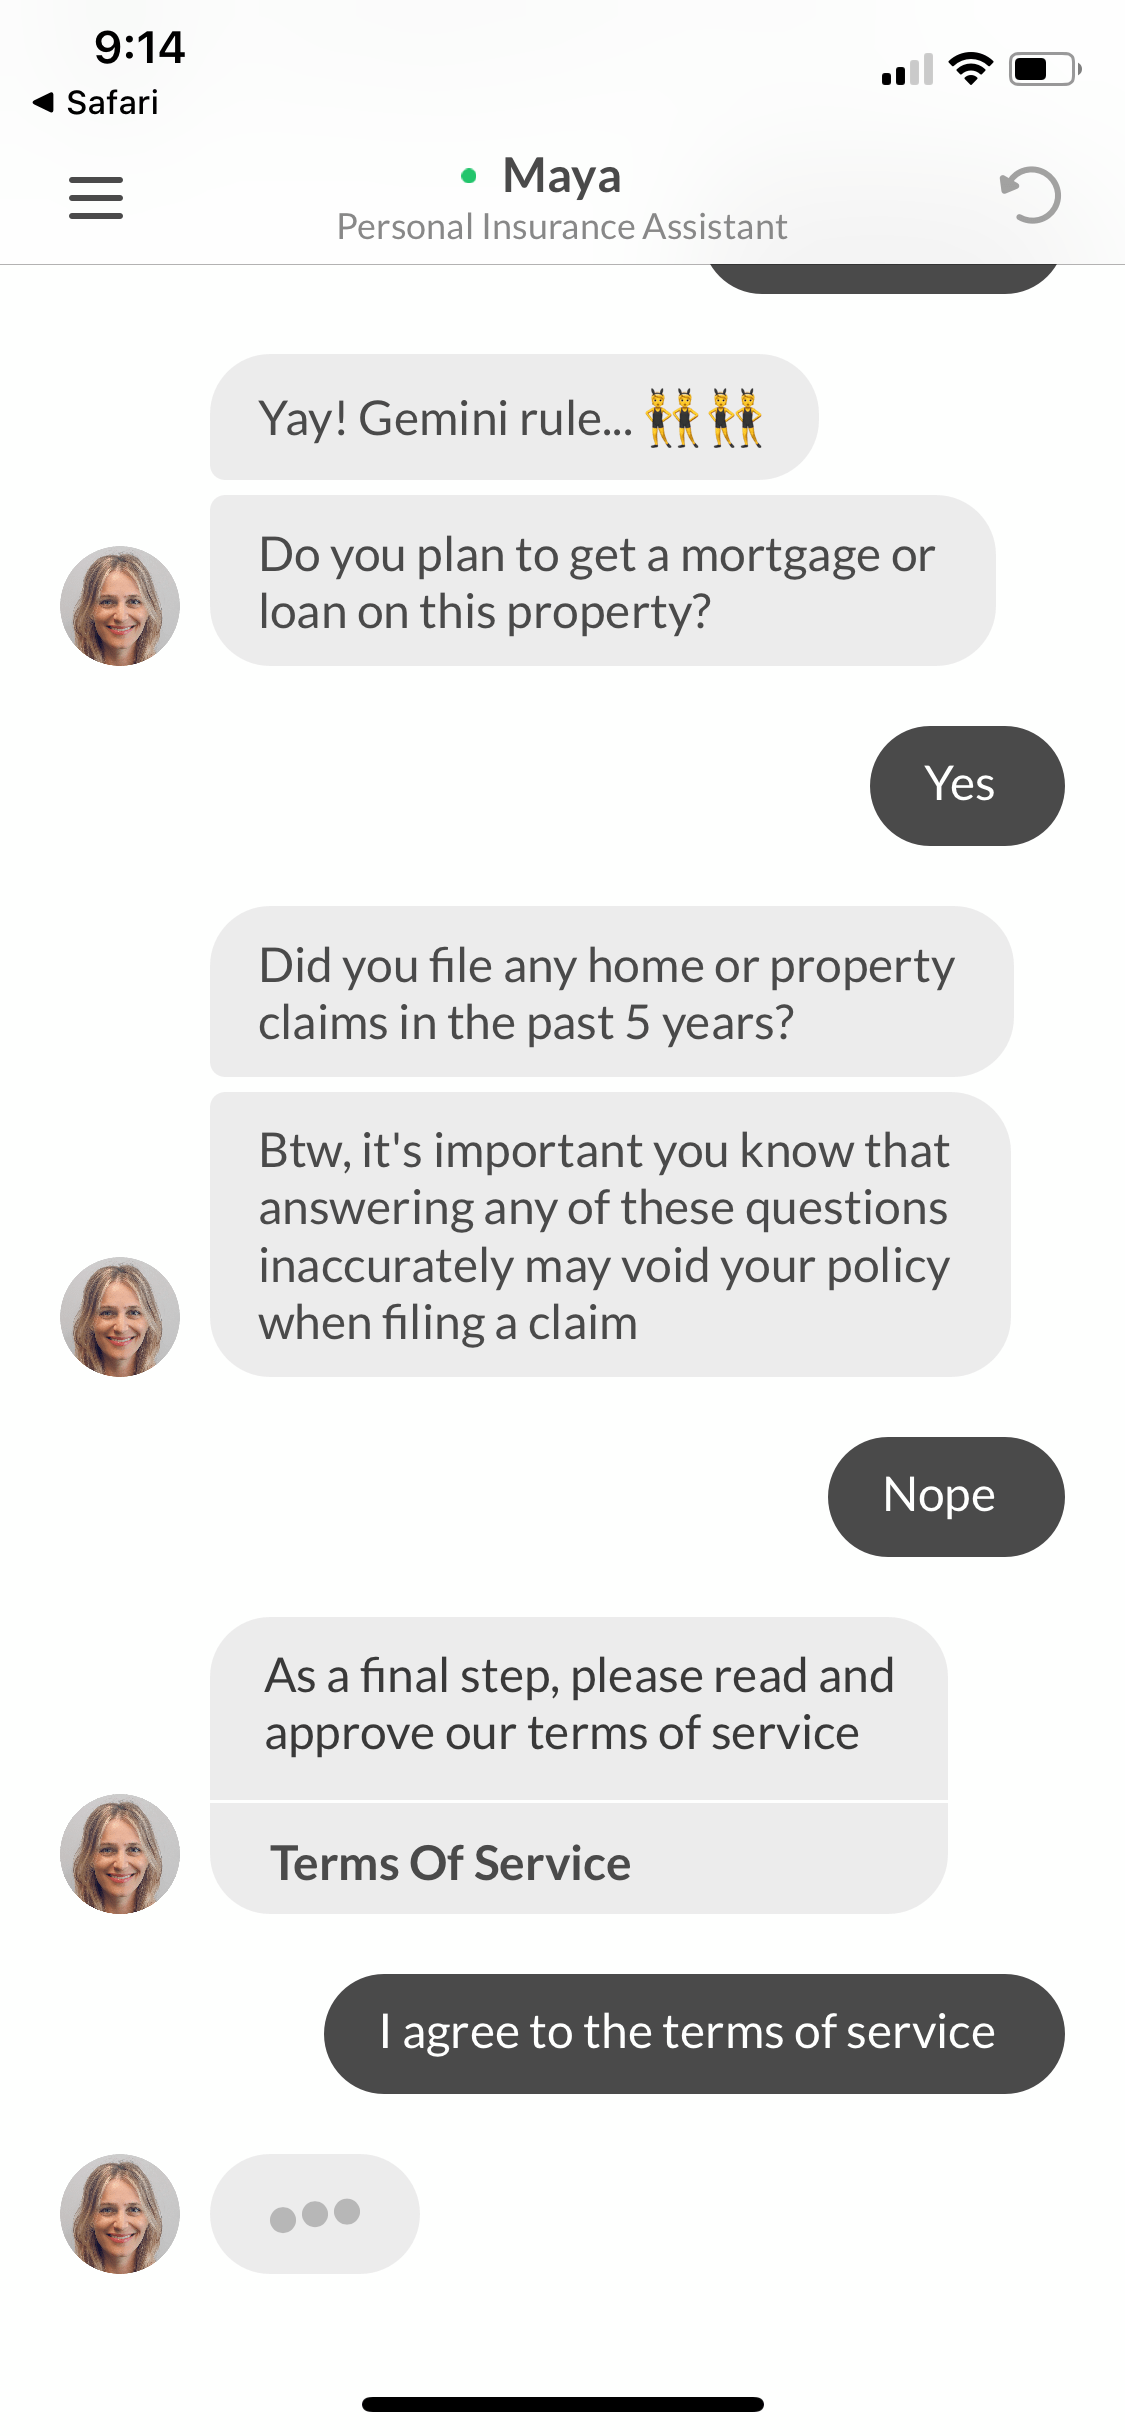 9:14
◀ Safari
Maya
Personal Insurance Assistant
Yay! Gemini rule... 👯👯
Do you plan to get a mortgage or
loan on this property?
Yes
Did you file any home or property
claims in the past 5 years?
Btw, it's important you know that
answering any of these questions
inaccurately may void your policy
when filing a claim
Nope
As a final step, please read and
approve our terms of service
Terms Of Service
I agree to the terms of service